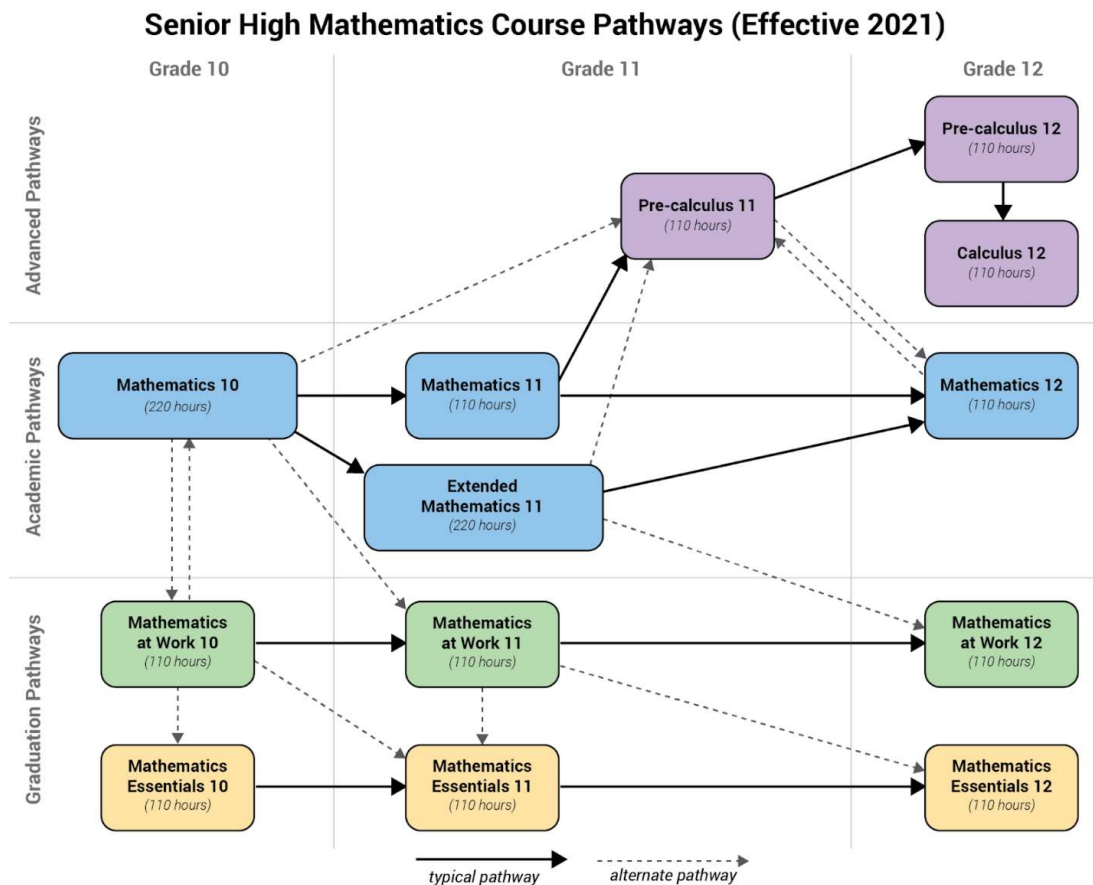 Senior High Mathematics Course Pathways (Effective 2021)
Grade 10
Grade 11
Grade 12
Advanced Pathways
Pre-calculus 12
(110 hours)
Pre-calculus 11
(110 hours)
Calculus 12
(110 hours)
Academic Pathways
Mathematics 10
(220 hours)
Mathematics 11
(110 hours)
Mathematics 12
(110 hours)
Extended
Mathematics 11
(220 hours)
Graduation Pathways
Mathematics
at Work 10
(110 hours)
Mathematics
at Work 11
(110 hours)
Mathematics
at Work 12
(110 hours)
Mathematics
Essentials 10
(110 hours)
Mathematics
Essentials 11
(110 hours)
Mathematics
Essentials 12
(110 hours)
typical pathway
alternate pathway